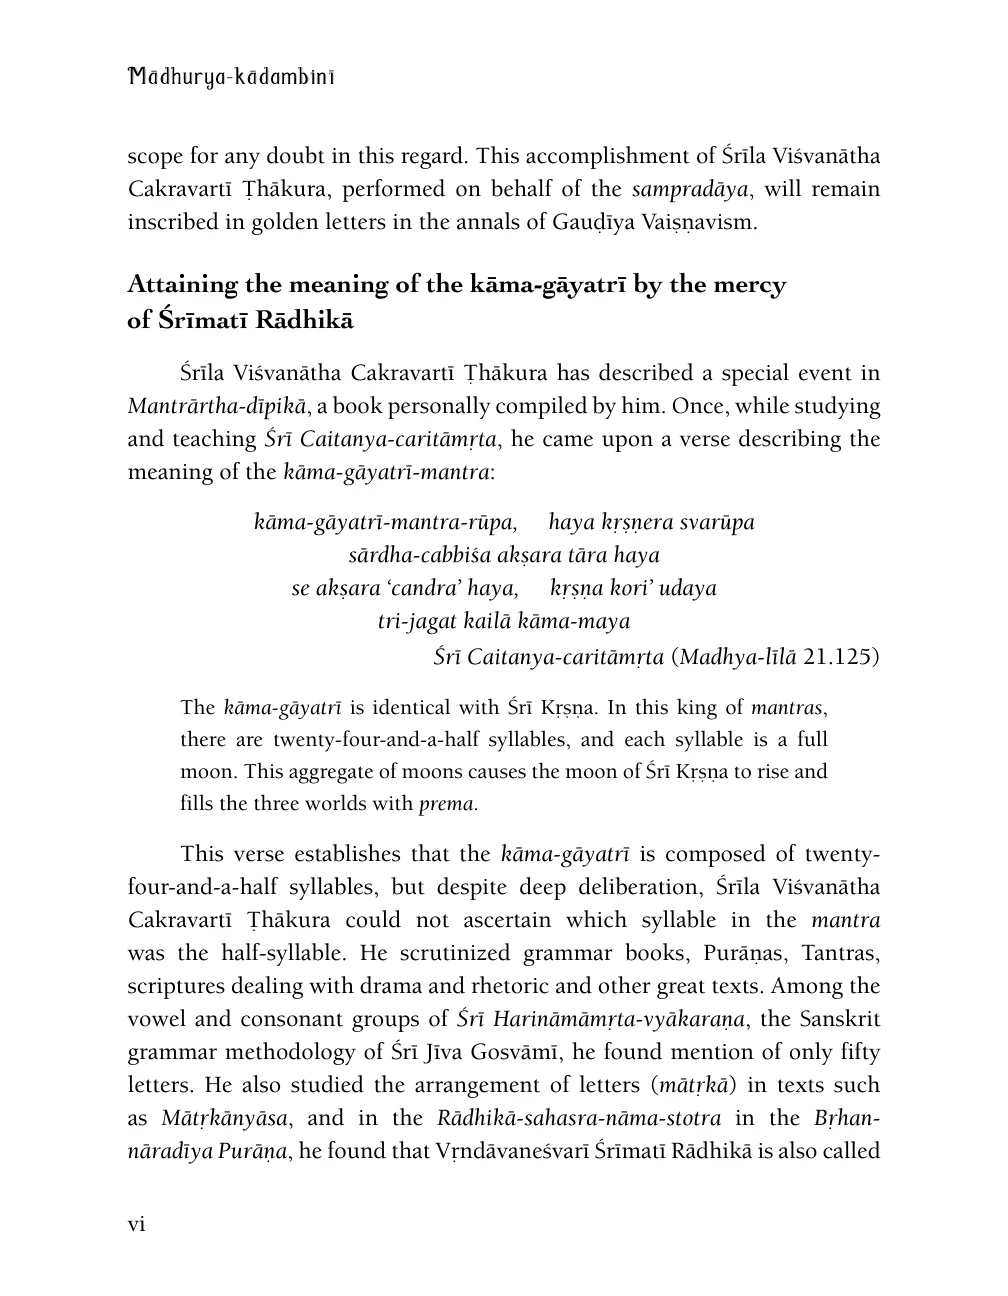 Mādhurya-kādambinī
scope for any doubt in this regard. This accomplishment of Śrīla Viśvanātha
Cakravartī Ṭhākura, performed on behalf of the sampradāya, will remain
inscribed in golden letters in the annals of Gauḍīya Vaiṣṇavism.
Attaining the meaning of the kāma-gāyatrī by the mercy
of Śrīmatī Rādhikā
Śrīla Viśvanātha Cakravartī Ṭhākura has described a special event in
Mantrārtha-dīpikā, a book personally compiled by him. Once, while studying
and teaching Śrī Caitanya-caritāmṛta, he came upon a verse describing the
meaning of the kāma-gāyatrī-mantra:
kāma-gāyatrī-mantra-rūpa, haya kṛṣṇera svarūpa
sārdha-cabbiśa akṣara tāra haya
se akṣara ‘candra’ haya, kṛṣṇa kori’ udaya
tri-jagat kailā kāma-maya
Śrī Caitanya-caritāmṛta (Madhya-līlā 21.125)
The kāma-gāyatrī is identical with Śrī Kṛṣṇa. In this king of mantras,
there are twenty-four-and-a-half syllables, and each syllable is a full
moon. This aggregate of moons causes the moon of Śrī Kṛṣṇa to rise and
fills the three worlds with prema.
This verse establishes that the kāma-gāyatrī is composed of twenty-
four-and-a-half syllables, but despite deep deliberation, Śrīla Viśvanātha
Cakravartī Ṭhākura could not ascertain which syllable in the mantra
was the half-syllable. He scrutinized grammar books, Purāṇas, Tantras,
scriptures dealing with drama and rhetoric and other great texts. Among the
vowel and consonant groups of Śrī Harināmāmṛta-vyākaraṇa, the Sanskrit
grammar methodology of Śrī Jīva Gosvāmī, he found mention of only fifty
letters. He also studied the arrangement of letters (mātṛkā) in texts such
as Mātṛkānyāsa, and in the Rādhikā-sahasra-nāma-stotra in the Bṛhan-
nāradīya Purāṇa, he found that Vṛndāvaneśvarī Śrīmatī Rādhikā is also called
vi